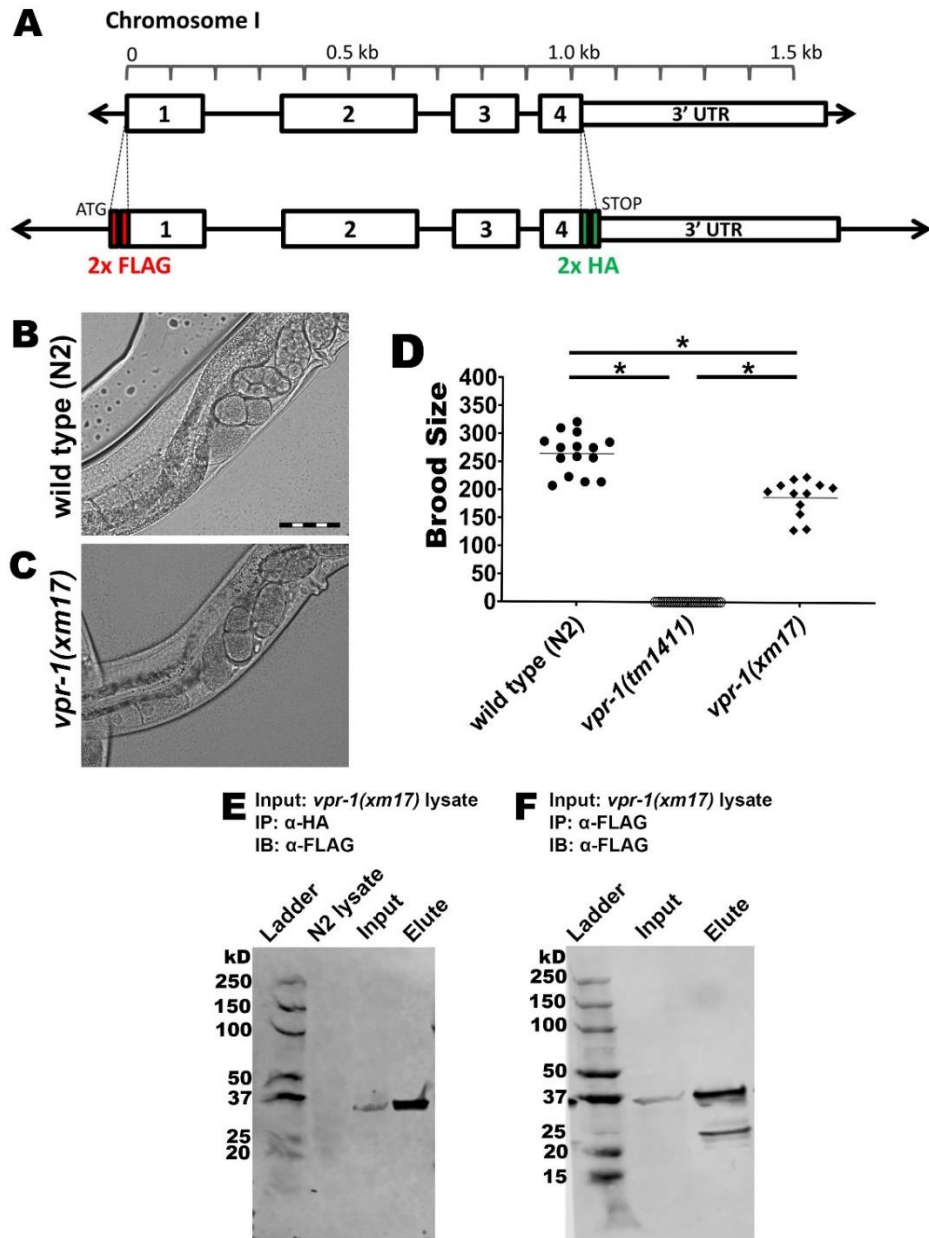 A
Chromosome I
0 0.5 kb 1.0 kb 1.5 kb
1 2 3 4 3' UTR
ATG STOP
1 2 3 4 3' UTR
2x FLAG 2x HA
B
wild type (N2)
C
vpr-1(xm17)
D
* 
* *
Brood Size
400
350
300
250
200
150
100
50
0
wild type (N2)
vpr-1(tm1411)
vpr-1(xm17)
E Input: vpr-1(xm17) lysate
IP: α-HA
IB: α-FLAG
Ladder N2 lysate Input Elute
kD
250
150
100
50
37
25
20
F Input: vpr-1(xm17) lysate
IP: α-FLAG
IB: α-FLAG
Ladder Input Elute
kD
250
150
100
50
37
25
20
15